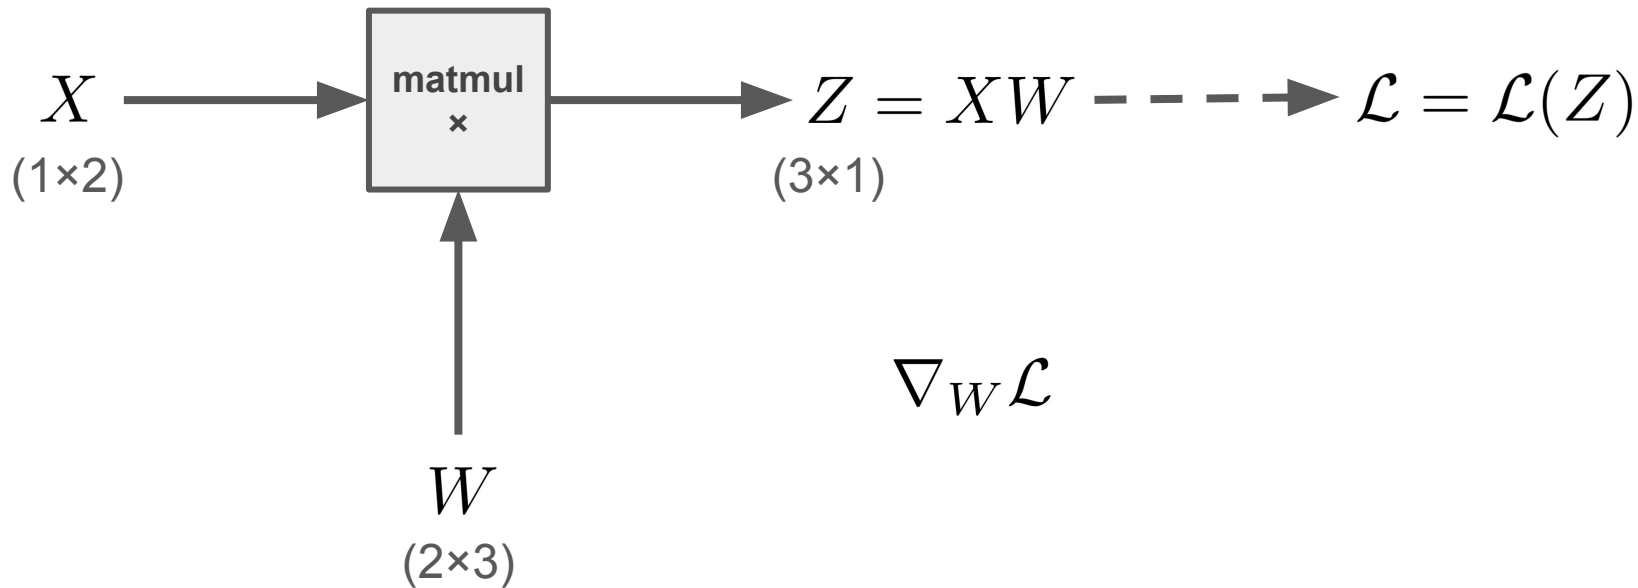 X
(1×2)
matmul
×
Z = XW
(3×1)
ℒ = ℒ(Z)
∇_W ℒ
W
(2×3)